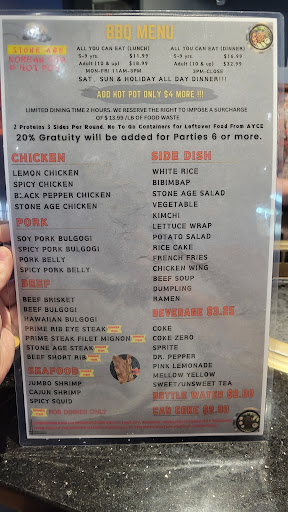 BBQ MENU
STONE AGE
KOREAN BBQ
& HOT POT
ALL YOU CAN EAT (LUNCH)
5-9 yrs $11.99
Adult (10 & up) $18.99
MON-FRI 11AM-3PM
ALL YOU CAN EAT (DINNER)
5-9 yrs $16.99
Adult (10 & up) $32.99
3PM-CLOSE
SAT, SUN & HOLIDAY ALL DAY DINNER!!!
ADD HOT POT ONLY $4 MORE !!!
LIMITED DINING TIME 2 HOURS. WE RESERVE THE RIGHT TO IMPOSE A SURCHARGE
OF $ 13.99 /LB OF FOOD WASTE
2 Proteins 3 Sides Per Round. No To Go Containers for Leftover Food From AYCE
20% Gratuity will be added for Parties 6 or more.
CHICKEN
LEMON CHICKEN
SPICY CHICKEN
BLACK PEPPER CHICKEN
STONE AGE CHICKEN
PORK
SOY PORK BULGOGI
SPICY PORK BULGOGI
PORK BELLY
SPICY PORK BELLY
BEEF
BEEF BRISKET
BEEF BULGOGI
HAWAIIAN BULGOGI
PRIME RIB EYE STEAK
PRIME STEAK FILET MIGNON
STONE AGE STEAK
BEEF SHORT RIB
SEAFOOD
JUMBO SHRIMP
CAJUN SHRIMP
SPICY SQUID
FOR DINNER ONLY
SIDE DISH
WHITE RICE
BIBIMBAP
STONE AGE SALAD
VEGETABLE
KIMCHI
LETTUCE WRAP
POTATO SALAD
RICE CAKE
FRENCH FRIES
CHICKEN WING
BEEF SOUP
DUMPLING
RAMEN
BEVERAGE $3.25
COKE
COKE ZERO
SPRITE
DR. PEPPER
PINK LEMONADE
MELLOW YELLOW
SWEET/UNSWEET TEA
BOTTLE WATER $2.00
CAN COKE $2.00